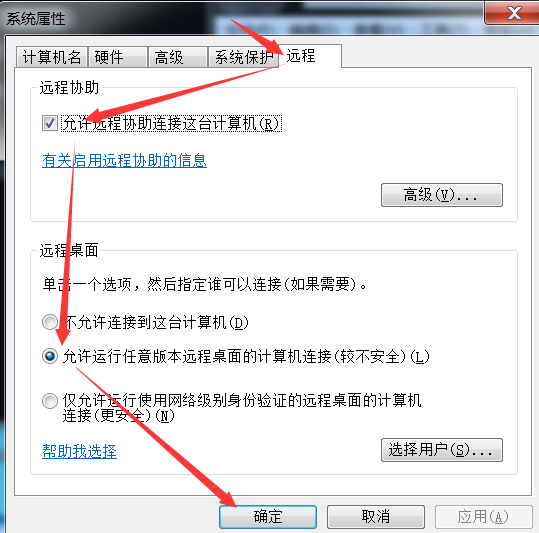 系统属性
计算机名 硬件 高级 系统保护 远程
远程协助
允许远程协助连接这台计算机(R)
有关启用远程协助的信息
高级(V)...
远程桌面
单击一个选项，然后指定谁可以连接(如果需要)。
不允许连接到这台计算机(D)
允许运行任意版本远程桌面的计算机连接(较不安全)(L)
仅允许运行使用网络级别身份验证的远程桌面的计算机
连接(更安全)(N)
帮助我选择
选择用户(S)...
确定 取消 应用(A)